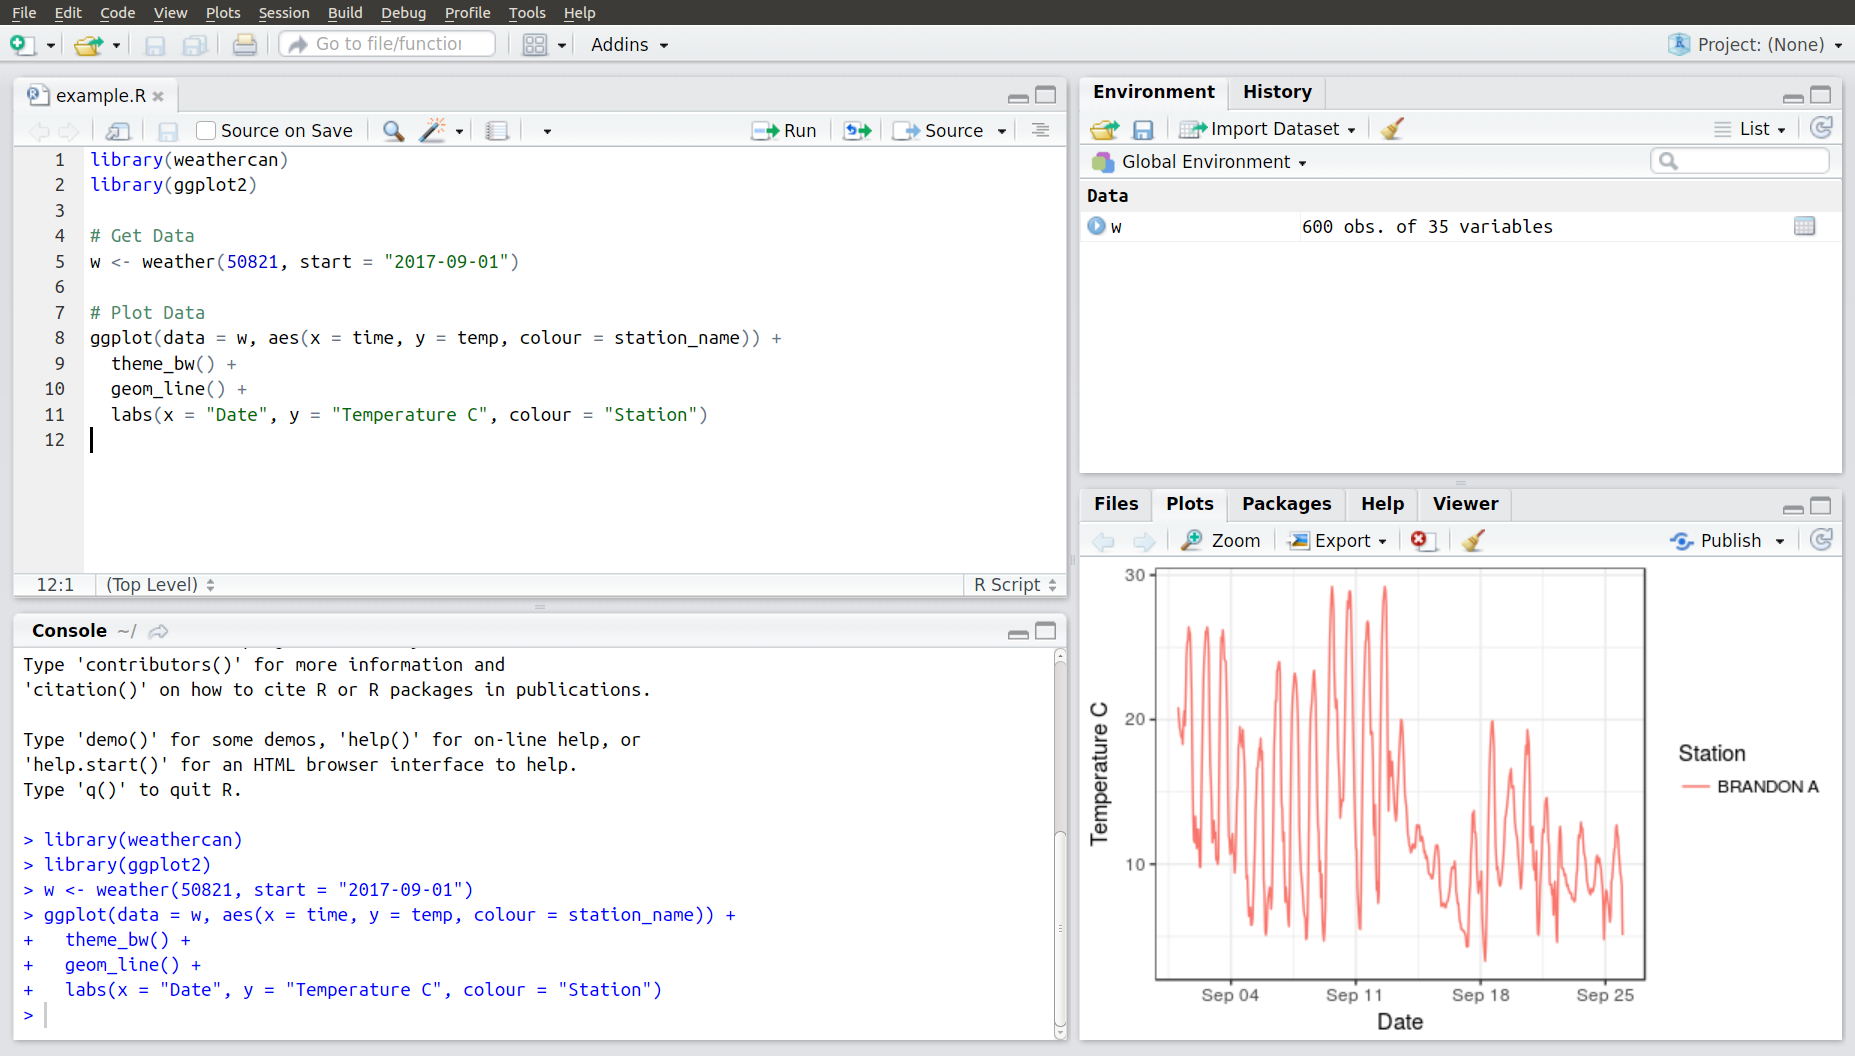 File Edit Code View Plots Session Build Debug Profile Tools Help
Go to file/function Addins Project: (None)
example.R
Source on Save Run Source
1 library(weathercan)
2 library(ggplot2)
3
4 # Get Data
5 w <- weather(50821, start = "2017-09-01")
6
7 # Plot Data
8 ggplot(data = w, aes(x = time, y = temp, colour = station_name)) +
9 theme_bw() +
10 geom_line() +
11 labs(x = "Date", y = "Temperature C", colour = "Station")
12
12:1 (Top Level) R Script
Console ~/
Type 'contributors()' for more information and
'citation()' on how to cite R or R packages in publications.
Type 'demo()' for some demos, 'help()' for on-line help, or
'help.start()' for an HTML browser interface to help.
Type 'q()' to quit R.
> library(weathercan)
> library(ggplot2)
> w <- weather(50821, start = "2017-09-01")
> ggplot(data = w, aes(x = time, y = temp, colour = station_name)) +
+ theme_bw() +
+ geom_line() +
+ labs(x = "Date", y = "Temperature C", colour = "Station")
>
Environment History
Import Dataset List
Global Environment
Data
w 600 obs. of 35 variables
Files Plots Packages Help Viewer
Zoom Export Publish
30
20
10
Temperature C
Sep 04 Sep 11 Sep 18 Sep 25
Date
Station
BRANDON A